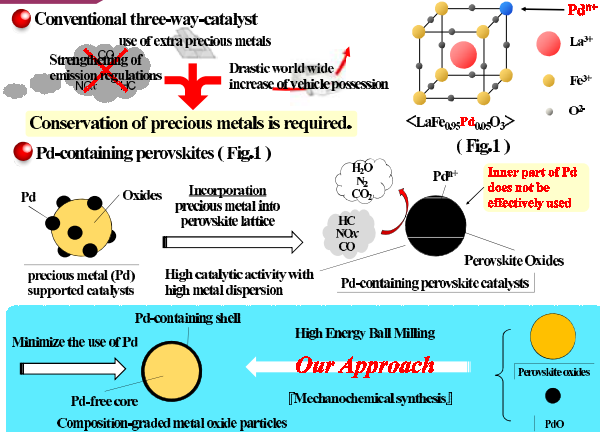 Conventional three-way-catalyst
use of extra precious metals
Strengthening of
emission regulations
CO
NOx
HC
Drastic world wide
increase of vehicle possession
Conservation of precious metals is required.
Pdn+
La3+
Fe3+
O2-
<LaFe0.95Pd0.05O3>
( Fig.1 )
Pd-containing perovskites ( Fig.1 )
Pd
Oxides
precious metal (Pd)
supported catalysts
Incorporation
precious metal into
perovskite lattice
High catalytic activity with
high metal dispersion
H2O
N2
CO2
HC
NOx
CO
Pdn+
Inner part of Pd
does not be
effectively used
Perovskite Oxides
Pd-containing perovskite catalysts
Minimize the use of Pd
Pd-containing shell
Pd-free core
Composition-graded metal oxide particles
High Energy Ball Milling
Our Approach
『Mechanochemical synthesis』
Perovskite oxides
PdO